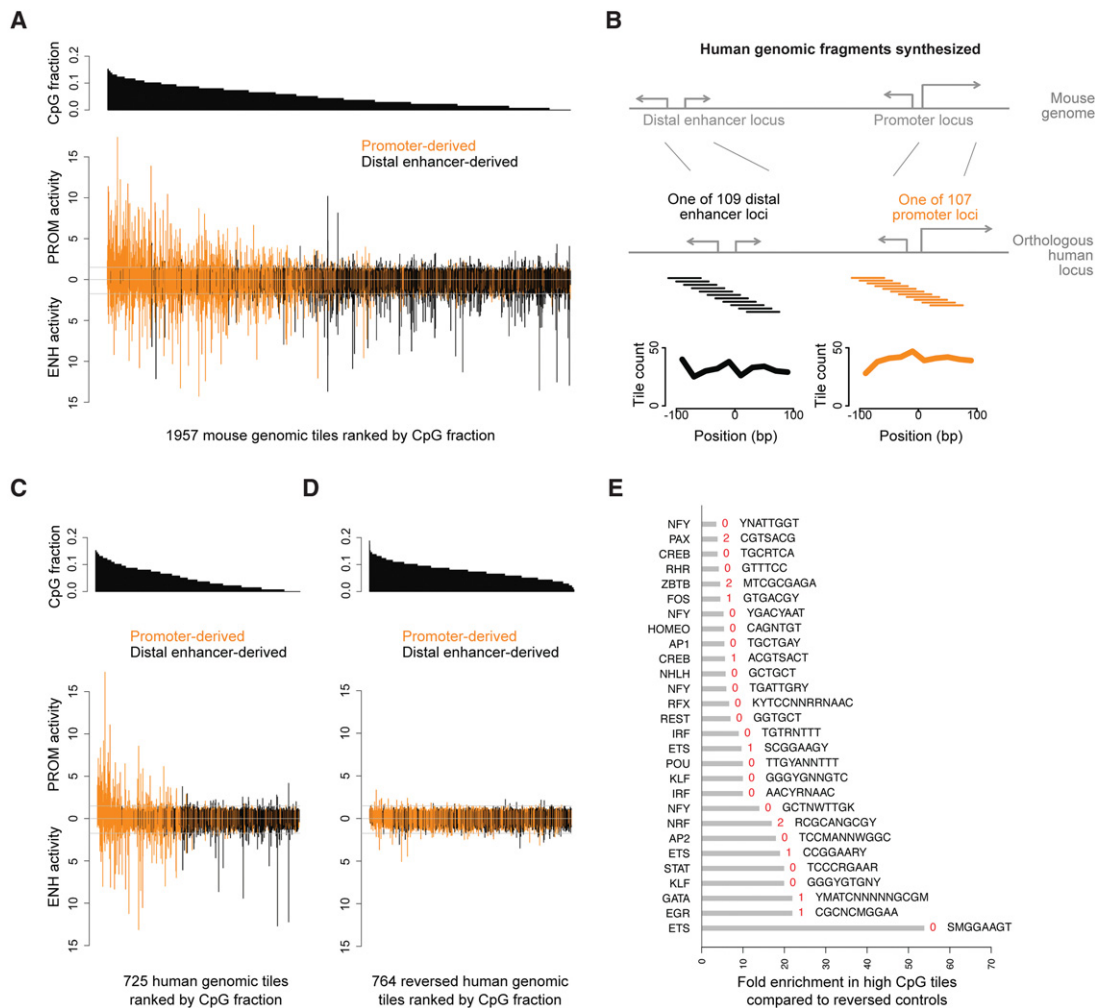 A
CpG fraction
0.2
0.1
0.0
Promoter-derived
Distal enhancer-derived
PROM activity
ENH activity
15
10
5
0
5
10
15
1957 mouse genomic tiles ranked by CpG fraction
B
Human genomic fragments synthesized
Distal enhancer locus
Promoter locus
Mouse
genome
One of 109 distal
enhancer loci
One of 107
promoter loci
Orthologous
human
locus
Tile count
50
0
-100
0
100
Position (bp)
Tile count
50
0
-100
0
100
Position (bp)
C
CpG fraction
0.2
0.1
0.0
Promoter-derived
Distal enhancer-derived
PROM activity
ENH activity
15
10
5
0
5
10
15
725 human genomic tiles
ranked by CpG fraction
D
0.2
0.1
0.0
Promoter-derived
Distal enhancer-derived
15
10
5
0
5
10
15
764 reversed human genomic
tiles ranked by CpG fraction
E
NFY 0 YNATTGGT
PAX 2 CGTSACG
CREB 0 TGCRTCA
RHR 0 GTTTCC
ZBTB 2 MTCGCGAGA
FOS 1 GTGACGY
NFY 0 YGACYAAT
HOMEO 0 CAGNTGT
AP1 0 TGCTGAY
CREB 1 ACGTSACT
NHLH 0 GCTGCT
NFY 0 TGATTGRY
RFX 0 KYTCCNNRRNAAC
REST 0 GGTGCT
IRF 0 TGTRNTTT
ETS 1 SCGGAAGY
POU 0 TTGYANNTTT
KLF 0 GGGYGNNGTC
IRF 0 AACYRNAAC
NFY 0 GCTNWTTGK
NRF 2 RCGCANGCGY
AP2 0 TCCMANNWGGC
ETS 1 CCGGAARY
STAT 0 TCCCRGAAR
KLF 0 GGGYGTGNY
GATA 1 YMATCNNNNNGCGM
EGR 1 CGCNCMGGAA
ETS 0 SMGGAAGT
0
10
20
30
40
50
60
70
Fold enrichment in high CpG tiles
compared to reversed controls